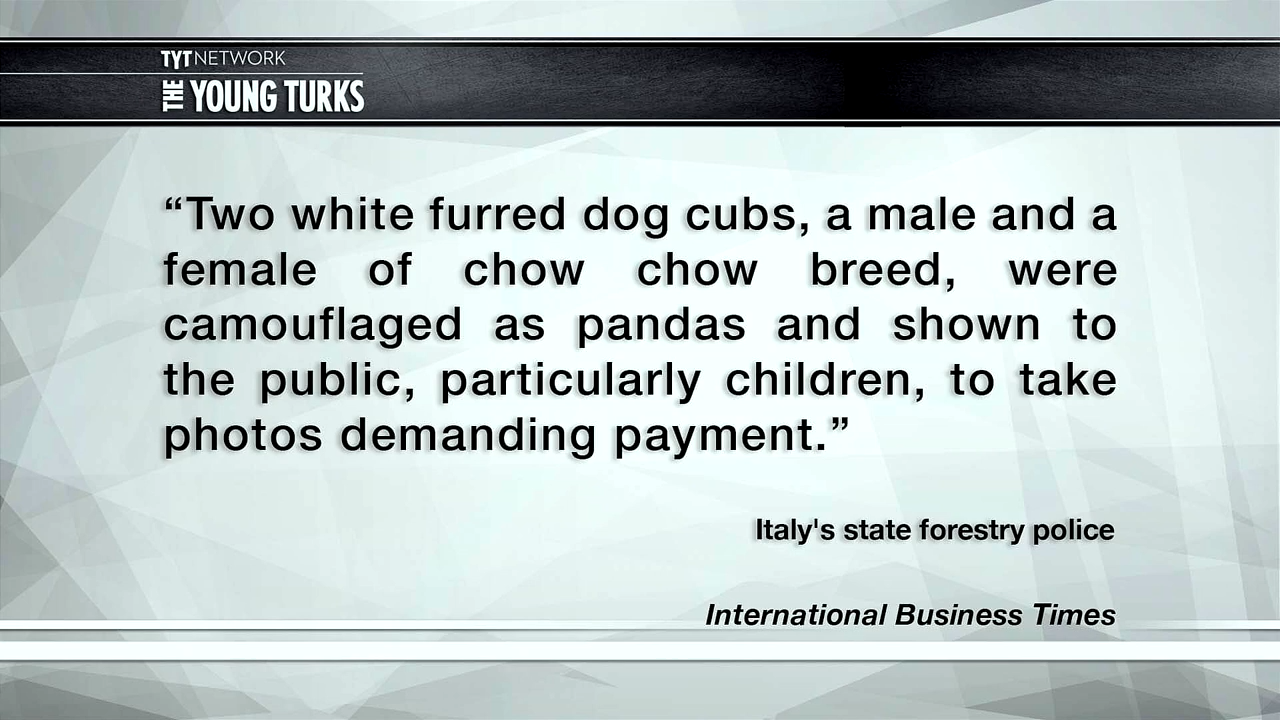 TYT NETWORK
THE YOUNG TURKS
“Two white furred dog cubs, a male and a
female of chow chow breed, were
camouflaged as pandas and shown to
the public, particularly children, to take
photos demanding payment.”
Italy's state forestry police
International Business Times